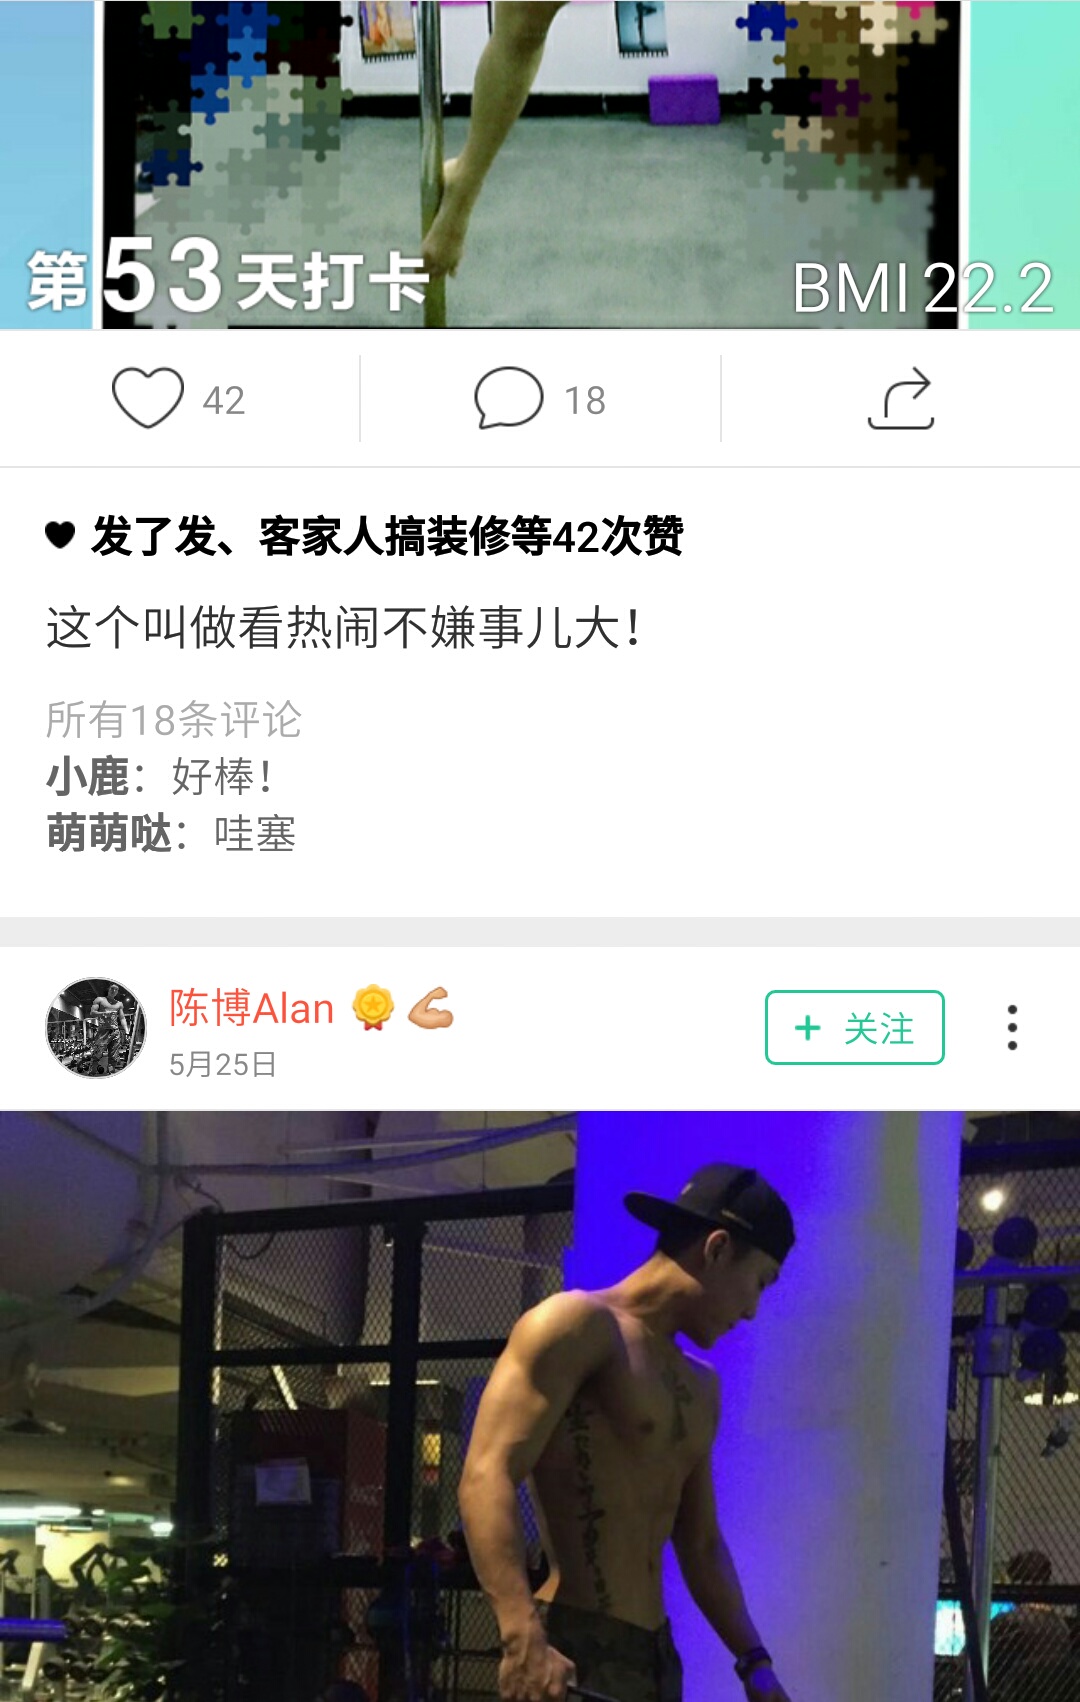 第53天打卡
BMI 22.2
42
18
发了发、客家人搞装修等42次赞
这个叫做看热闹不嫌事儿大！
所有18条评论
小鹿：好棒！
萌萌哒：哇塞
陈博Alan
5月25日
+ 关注